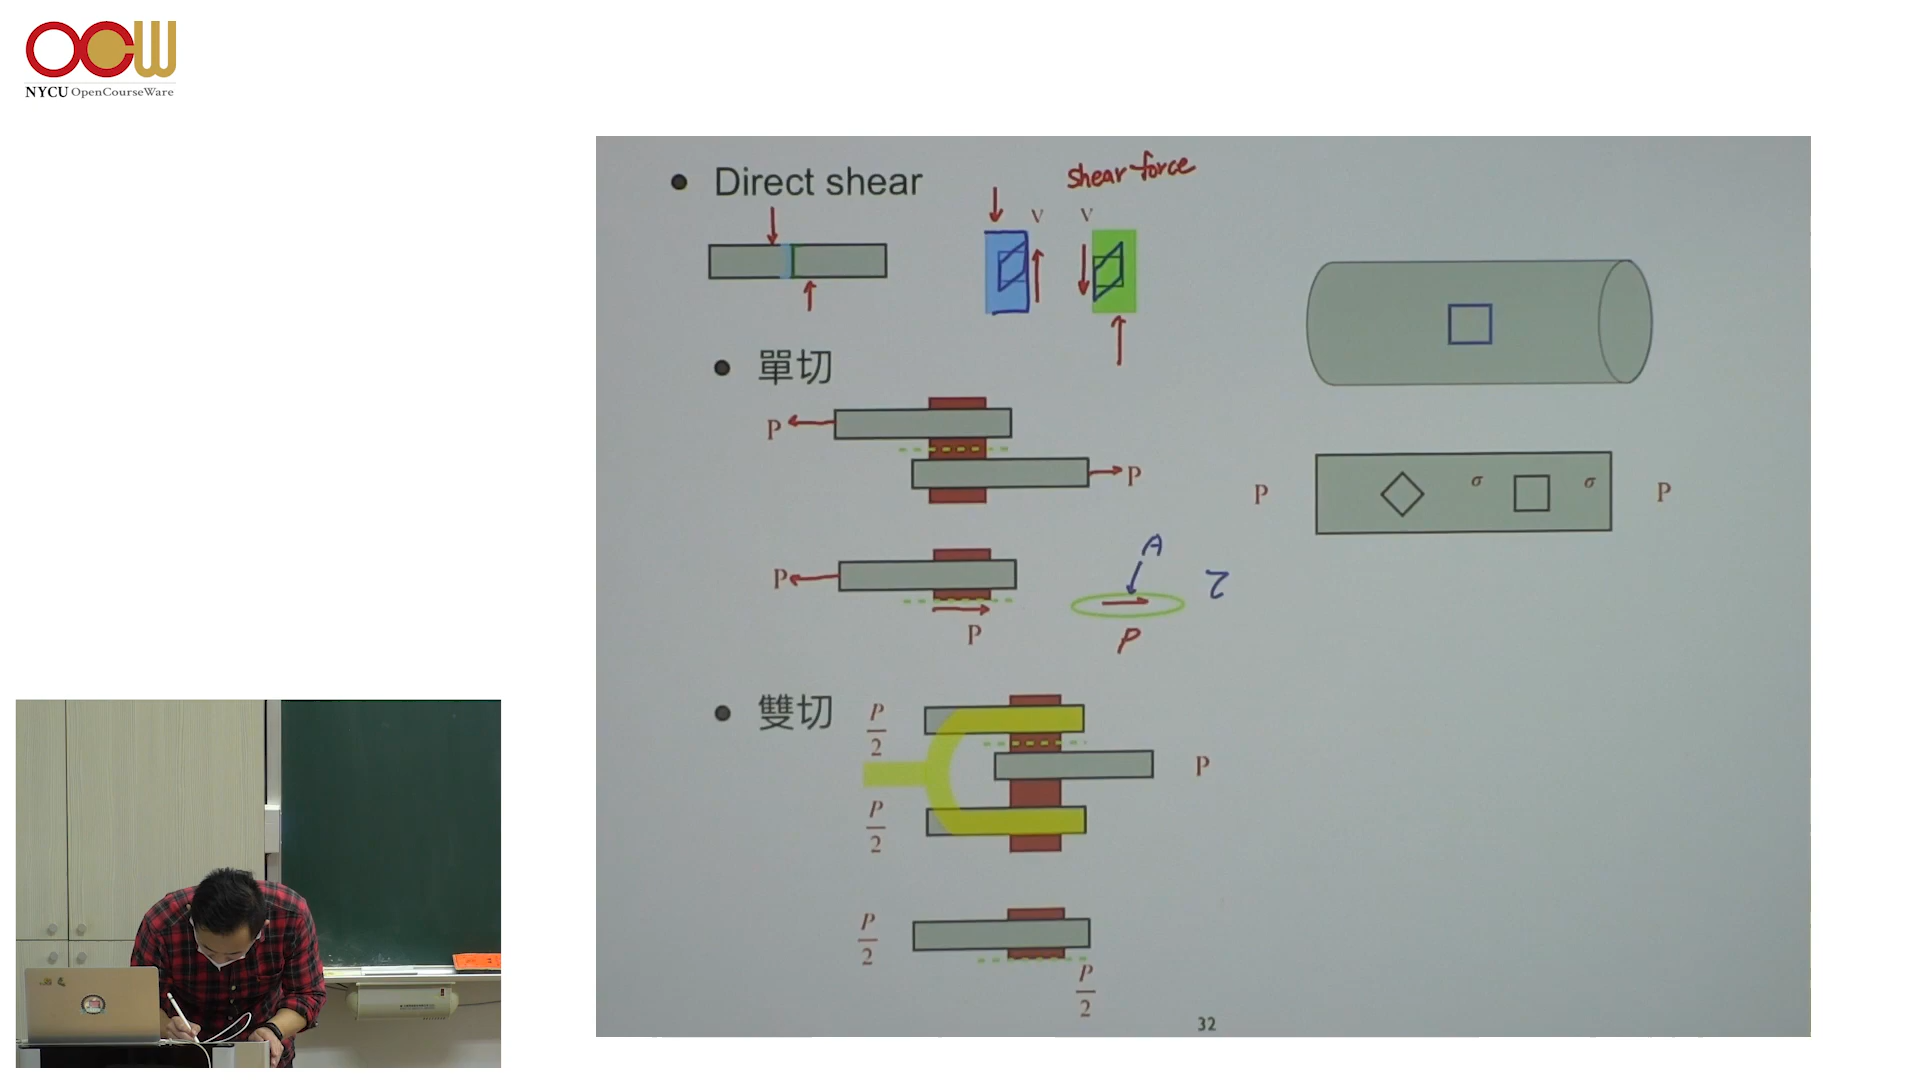 OCW
NYCU OpenCourseWare
Direct shear
shear force
V V
單切
P
P
P
P
A
τ
P
P σ σ P
雙切
P/2
P
P/2
P/2
P/2
32